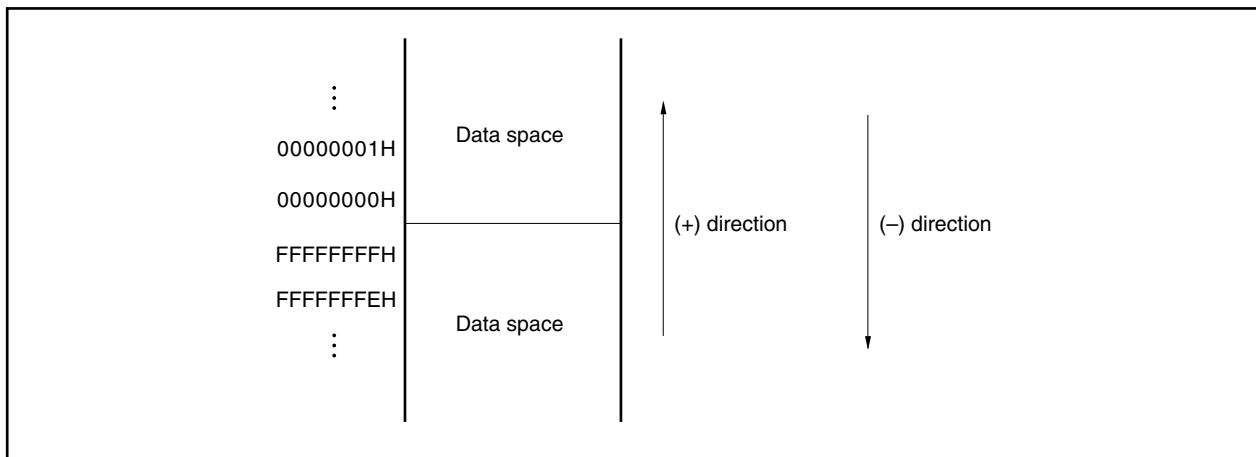 ⋮
00000001H
Data space
00000000H
(+) direction
(–) direction
FFFFFFFFH
FFFFFFFEH
Data space
⋮